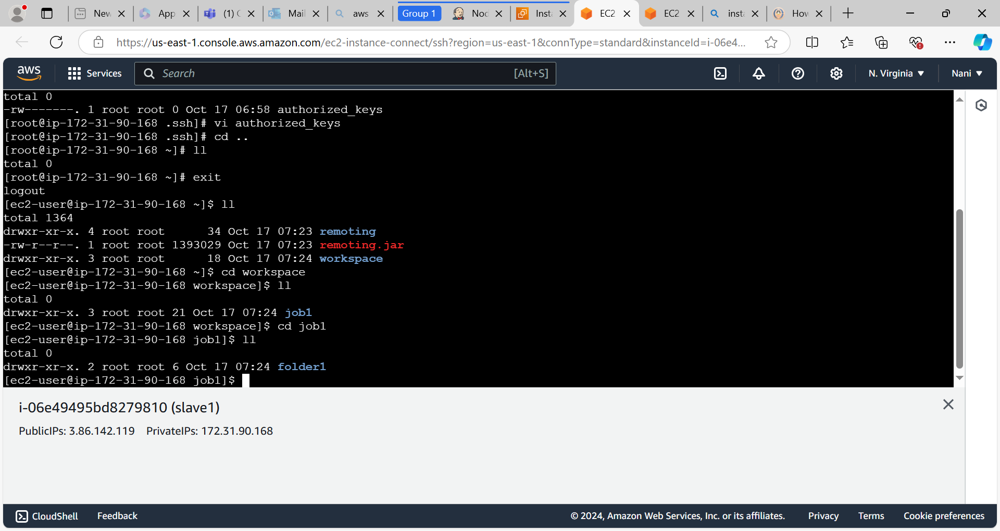 New
App
(1) C
Mail
aws
Group 1
Nod
Insta
EC2
EC2
insta
How
https://us-east-1.console.aws.amazon.com/ec2-instance-connect/ssh?region=us-east-1&connType=standard&instanceId=i-06e4...
aws
Services
Search
[Alt+S]
N. Virginia
Nani
total 0
-rw-------. 1 root root 0 Oct 17 06:58 authorized_keys
[root@ip-172-31-90-168 .ssh]# vi authorized_keys
[root@ip-172-31-90-168 .ssh]# cd ..
[root@ip-172-31-90-168 ~]# ll
total 0
[root@ip-172-31-90-168 ~]# exit
logout
[ec2-user@ip-172-31-90-168 ~]$ ll
total 1364
drwxr-xr-x. 4 root root      34 Oct 17 07:23 remoting
-rw-r--r--. 1 root root 1393029 Oct 17 07:23 remoting.jar
drwxr-xr-x. 3 root root      18 Oct 17 07:24 workspace
[ec2-user@ip-172-31-90-168 ~]$ cd workspace
[ec2-user@ip-172-31-90-168 workspace]$ ll
total 0
drwxr-xr-x. 3 root root 21 Oct 17 07:24 job1
[ec2-user@ip-172-31-90-168 workspace]$ cd job1
[ec2-user@ip-172-31-90-168 job1]$ ll
total 0
drwxr-xr-x. 2 root root 6 Oct 17 07:24 folder1
[ec2-user@ip-172-31-90-168 job1]$
i-06e49495bd8279810 (slave1)
PublicIPs: 3.86.142.119    PrivateIPs: 172.31.90.168
CloudShell
Feedback
© 2024, Amazon Web Services, Inc. or its affiliates.
Privacy
Terms
Cookie preferences